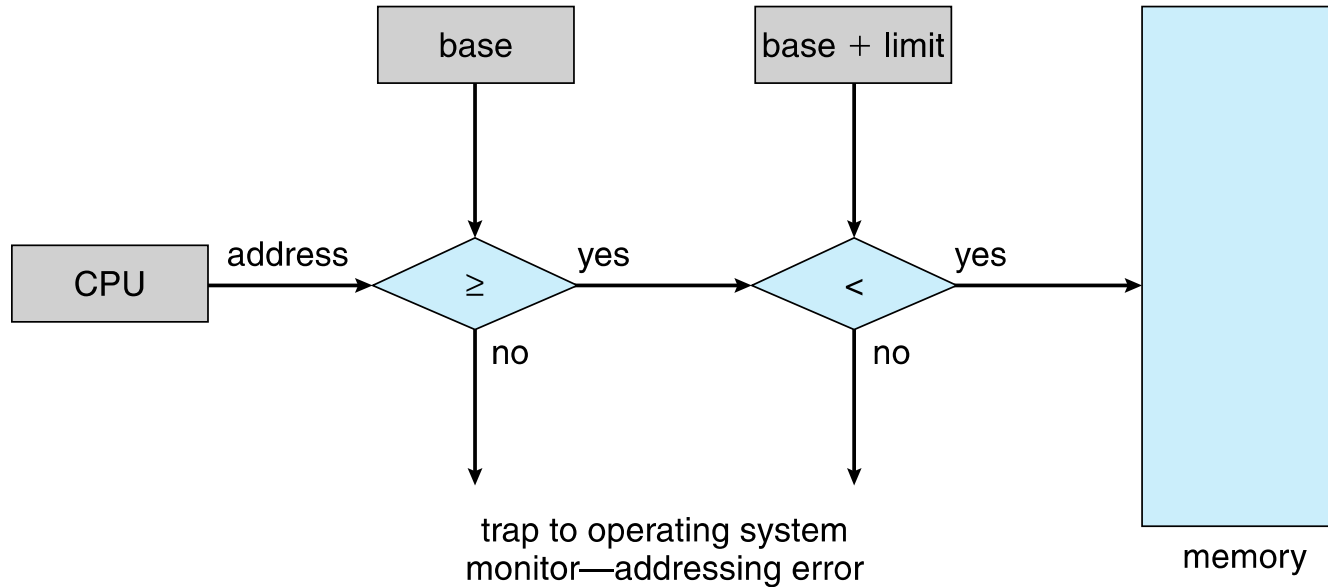 base
base + limit
CPU
address
≥
yes
<
yes
no
no
trap to operating system
monitor—addressing error
memory